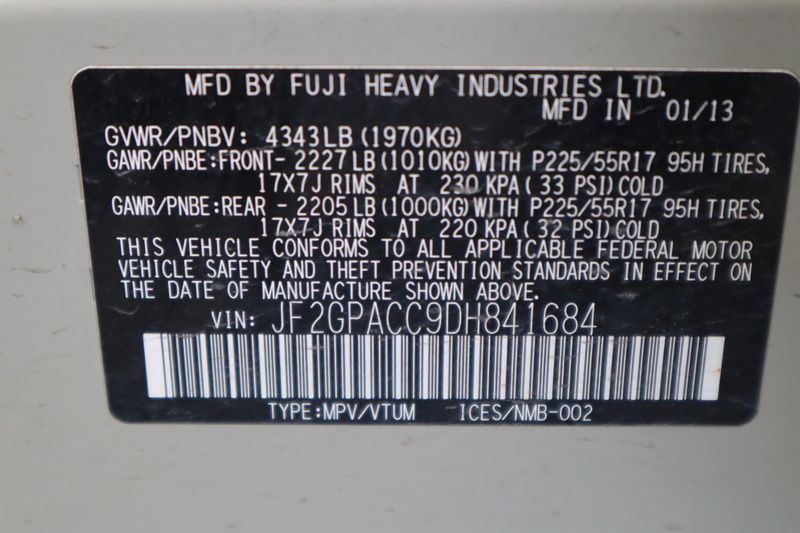 MFD BY FUJI HEAVY INDUSTRIES LTD.
MFD IN 01/13
GVWR/PNBV: 4343LB (1970KG)
GAWR/PNBE:FRONT- 2227LB (1010KG) WITH P225/55R17 95H TIRES,
17X7J RIMS AT 230 KPA (33 PSI) COLD
GAWR/PNBE:REAR - 2205LB (1000KG) WITH P225/55R17 95H TIRES,
17X7J RIMS AT 220 KPA (32 PSI) COLD
THIS VEHICLE CONFORMS TO ALL APPLICABLE FEDERAL MOTOR
VEHICLE SAFETY AND THEFT PREVENTION STANDARDS IN EFFECT ON
THE DATE OF MANUFACTURE SHOWN ABOVE.
VIN: JF2GPACC9DH841684
TYPE:MPV/VTUM ICES/NMB-002